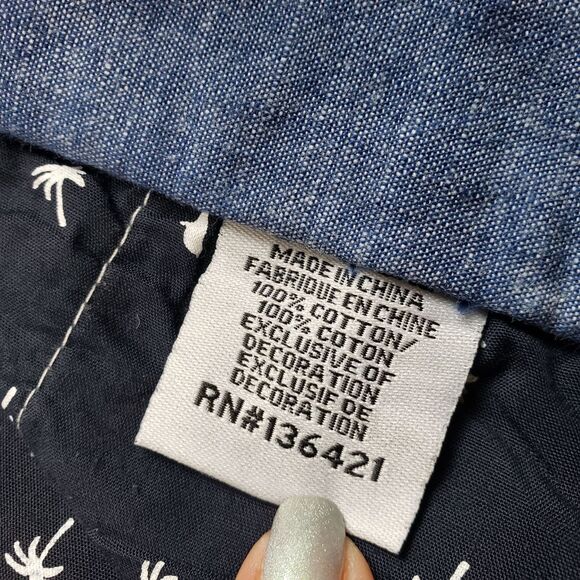 MADE IN CHINA
FABRIQUE EN CHINE
100% COTTON/
100% COTON
EXCLUSIVE OF
DECORATION
EXCLUSIF DE
DECORATION
RN#136421